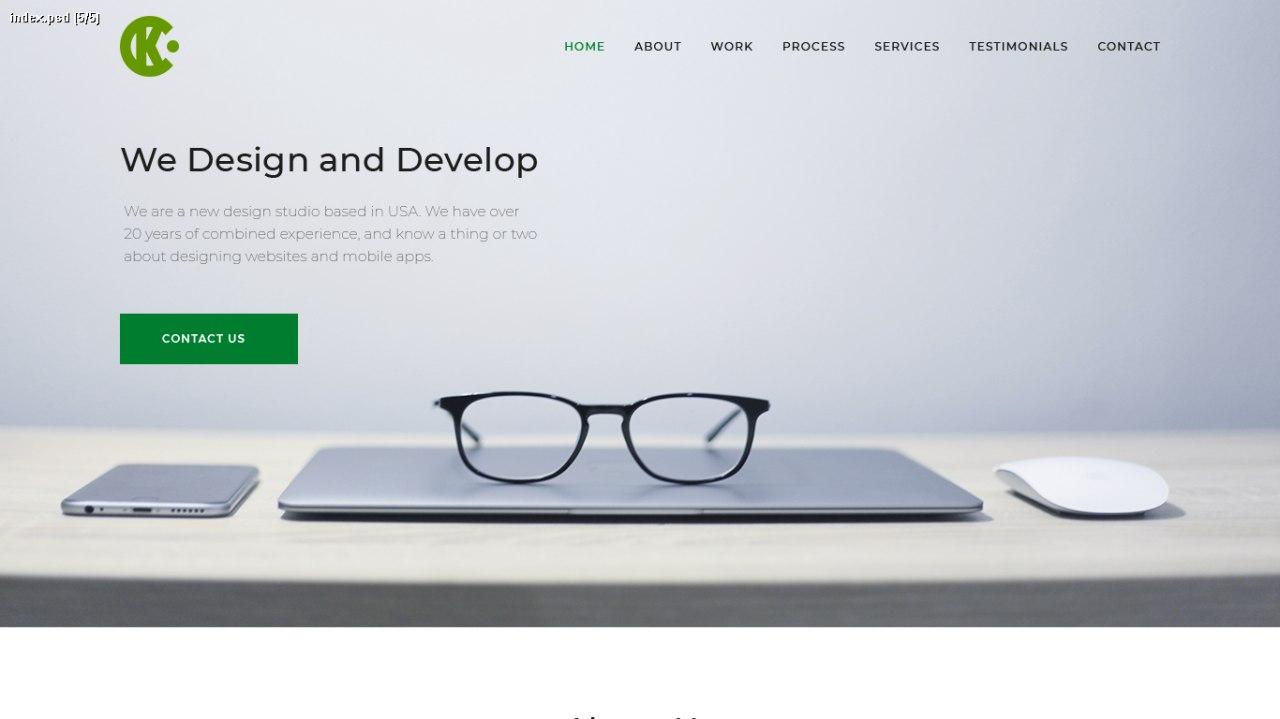 index.psd [5/5]
K
HOME ABOUT WORK PROCESS SERVICES TESTIMONIALS CONTACT
We Design and Develop
We are a new design studio based in USA. We have over
20 years of combined experience, and know a thing or two
about designing websites and mobile apps.
CONTACT US